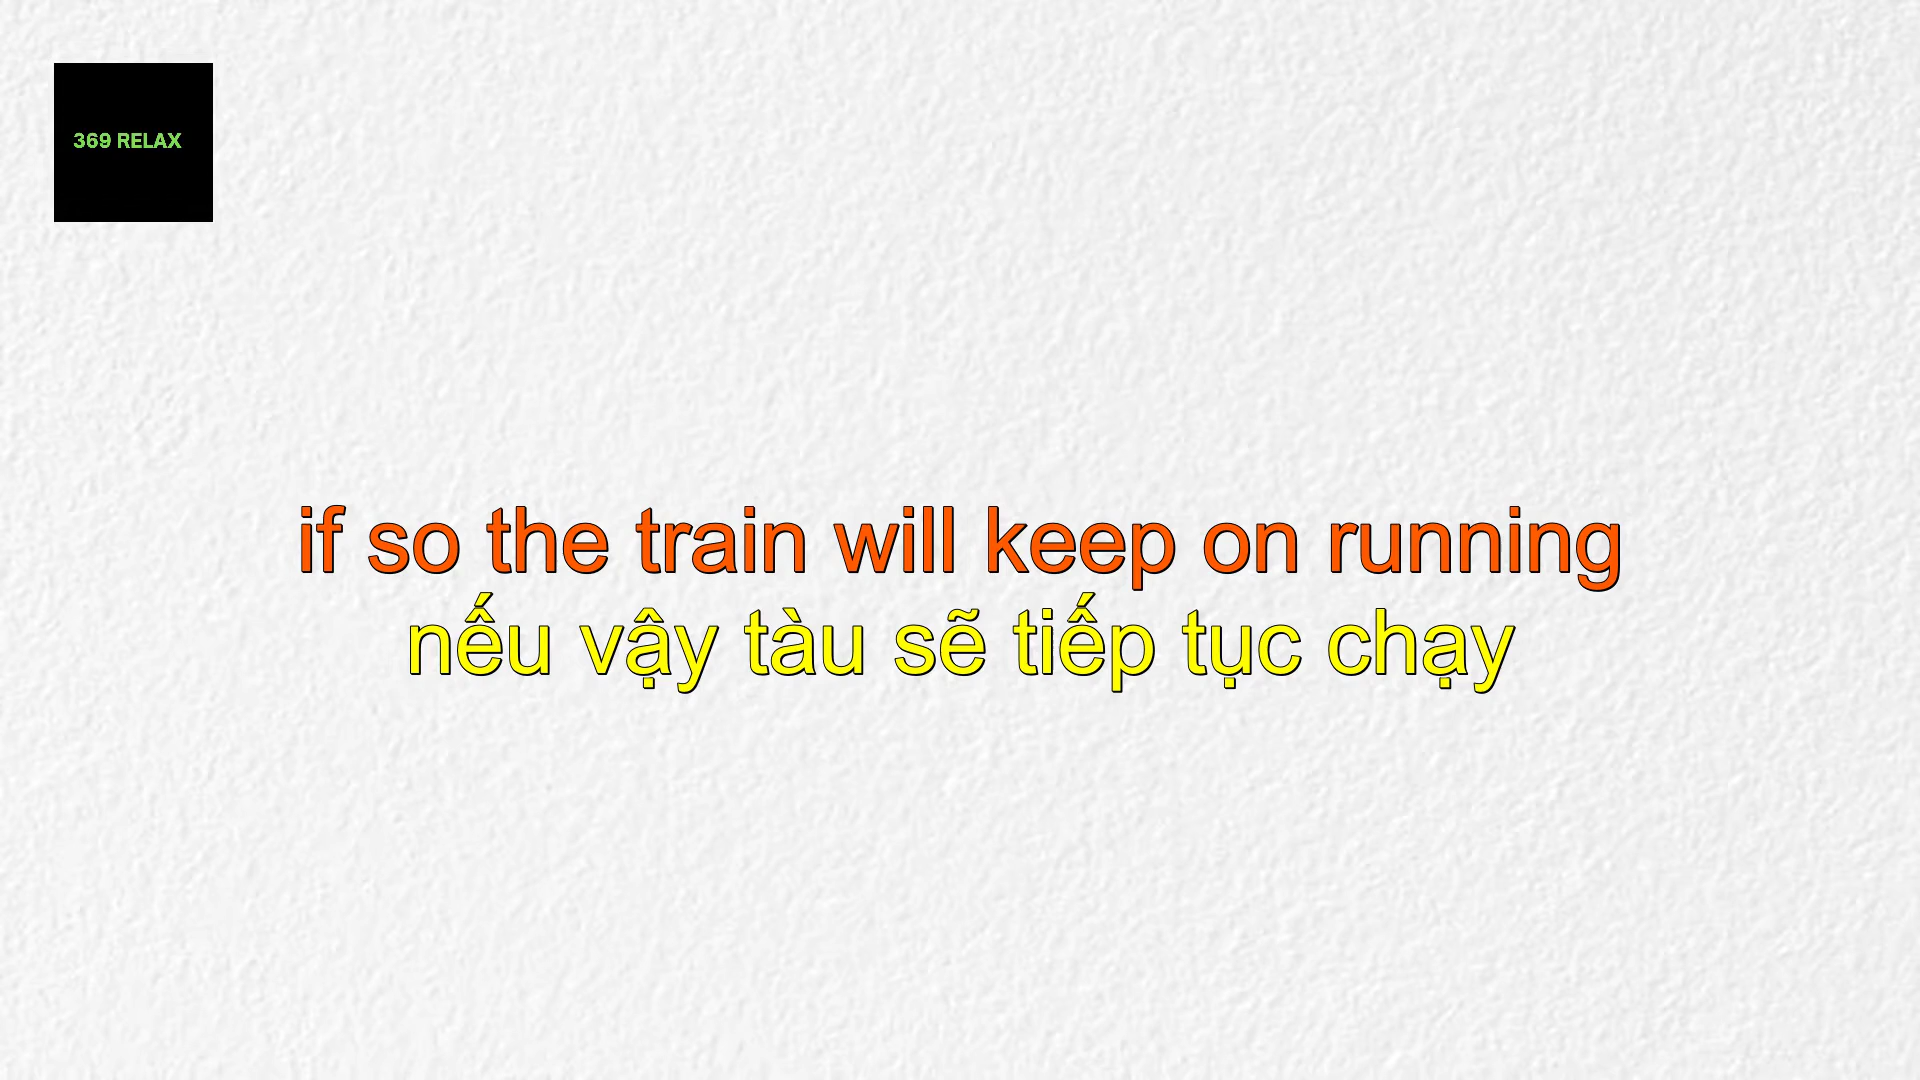 369 RELAX
if so the train will keep on running
nếu vậy tàu sẽ tiếp tục chạy